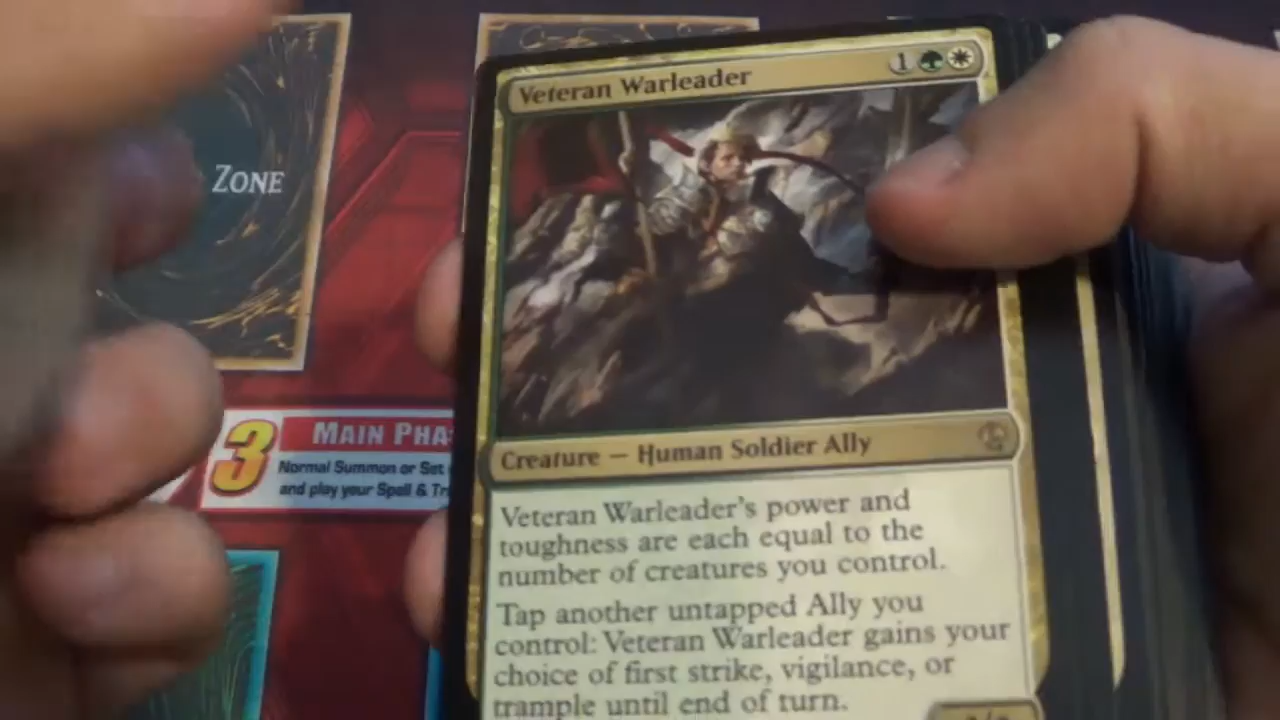 Veteran Warleader 1
ZONE
3 MAIN PHA
Normal Summon or Set
and play your Spell & Tr
Creature — Human Soldier Ally
Veteran Warleader's power and
toughness are each equal to the
number of creatures you control.
Tap another untapped Ally you
control: Veteran Warleader gains your
choice of first strike, vigilance, or
trample until end of turn.